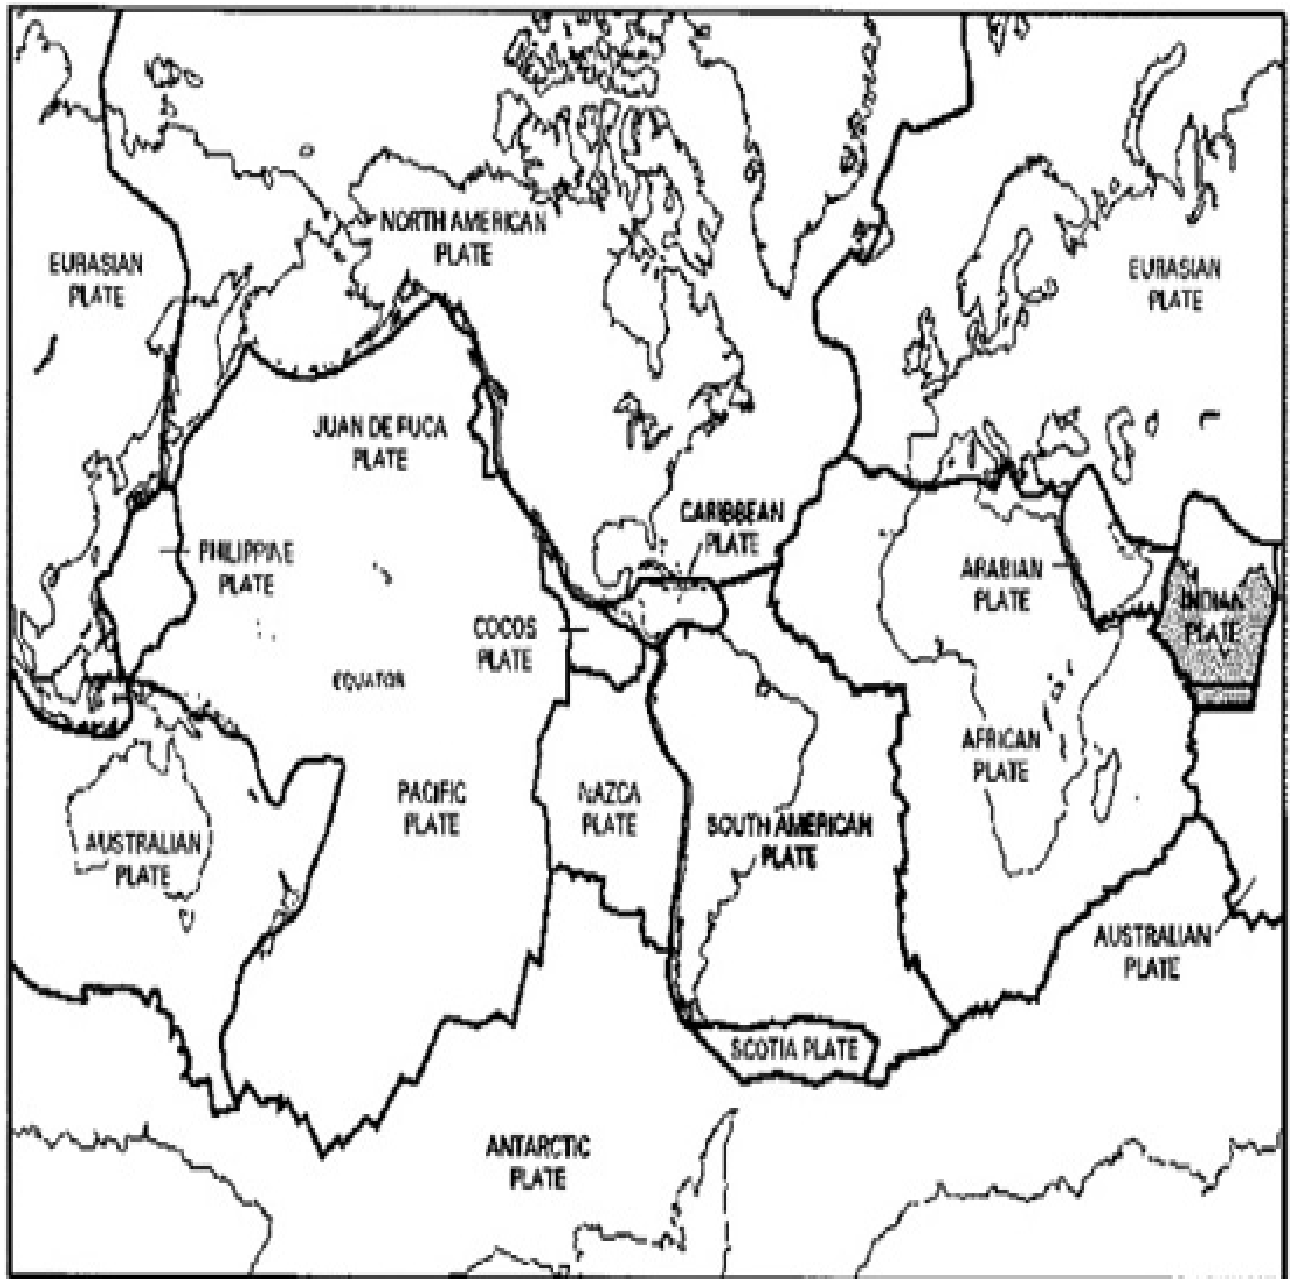 NORTH AMERICAN
PLATE
EURASIAN
PLATE
EURASIAN
PLATE
JUAN DE FUCA
PLATE
CARIBBEAN
PLATE
PHILIPPINE
PLATE
ARABIAN
PLATE
INDIAN
PLATE
COCOS
PLATE
EQUATOR
AFRICAN
PLATE
PACIFIC
PLATE
NAZCA
PLATE
SOUTH AMERICAN
PLATE
AUSTRALIAN
PLATE
AUSTRALIAN
PLATE
SCOTIA PLATE
ANTARCTIC
PLATE